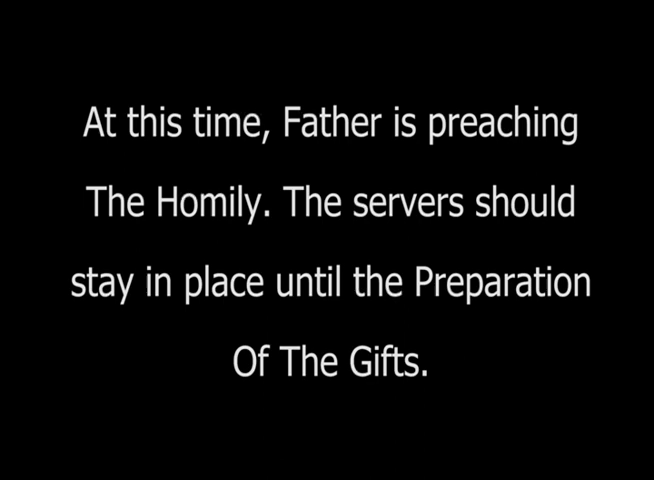 At this time, Father is preaching
The Homily. The servers should
stay in place until the Preparation
Of The Gifts.